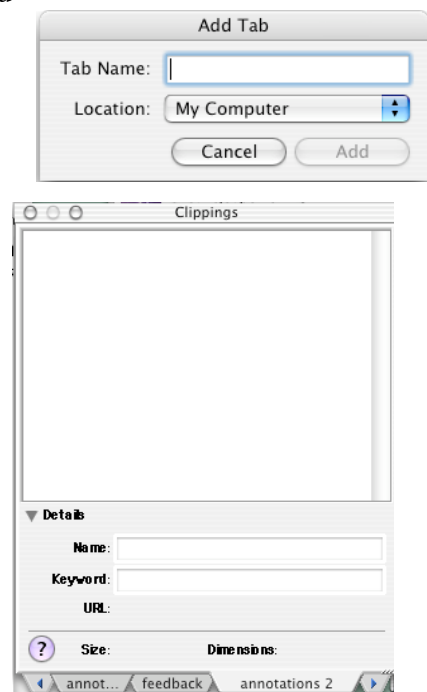 Add Tab
Tab Name:
Location: My Computer
Cancel Add
Clippings
Details
Name:
Keyword:
URL:
? Size: Dimensions:
annot... feedback annotations 2